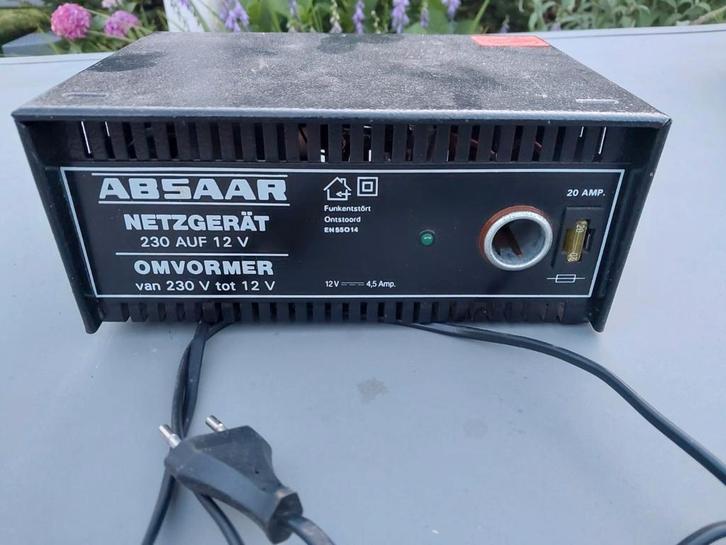 ABSAAR
NETZGERÄT
230 AUF 12 V
OMVORMER
van 230 V tot 12 V
Funkentstört
Ontstoord
EN 55014
12 V 4,5 Amp.
20 AMP.